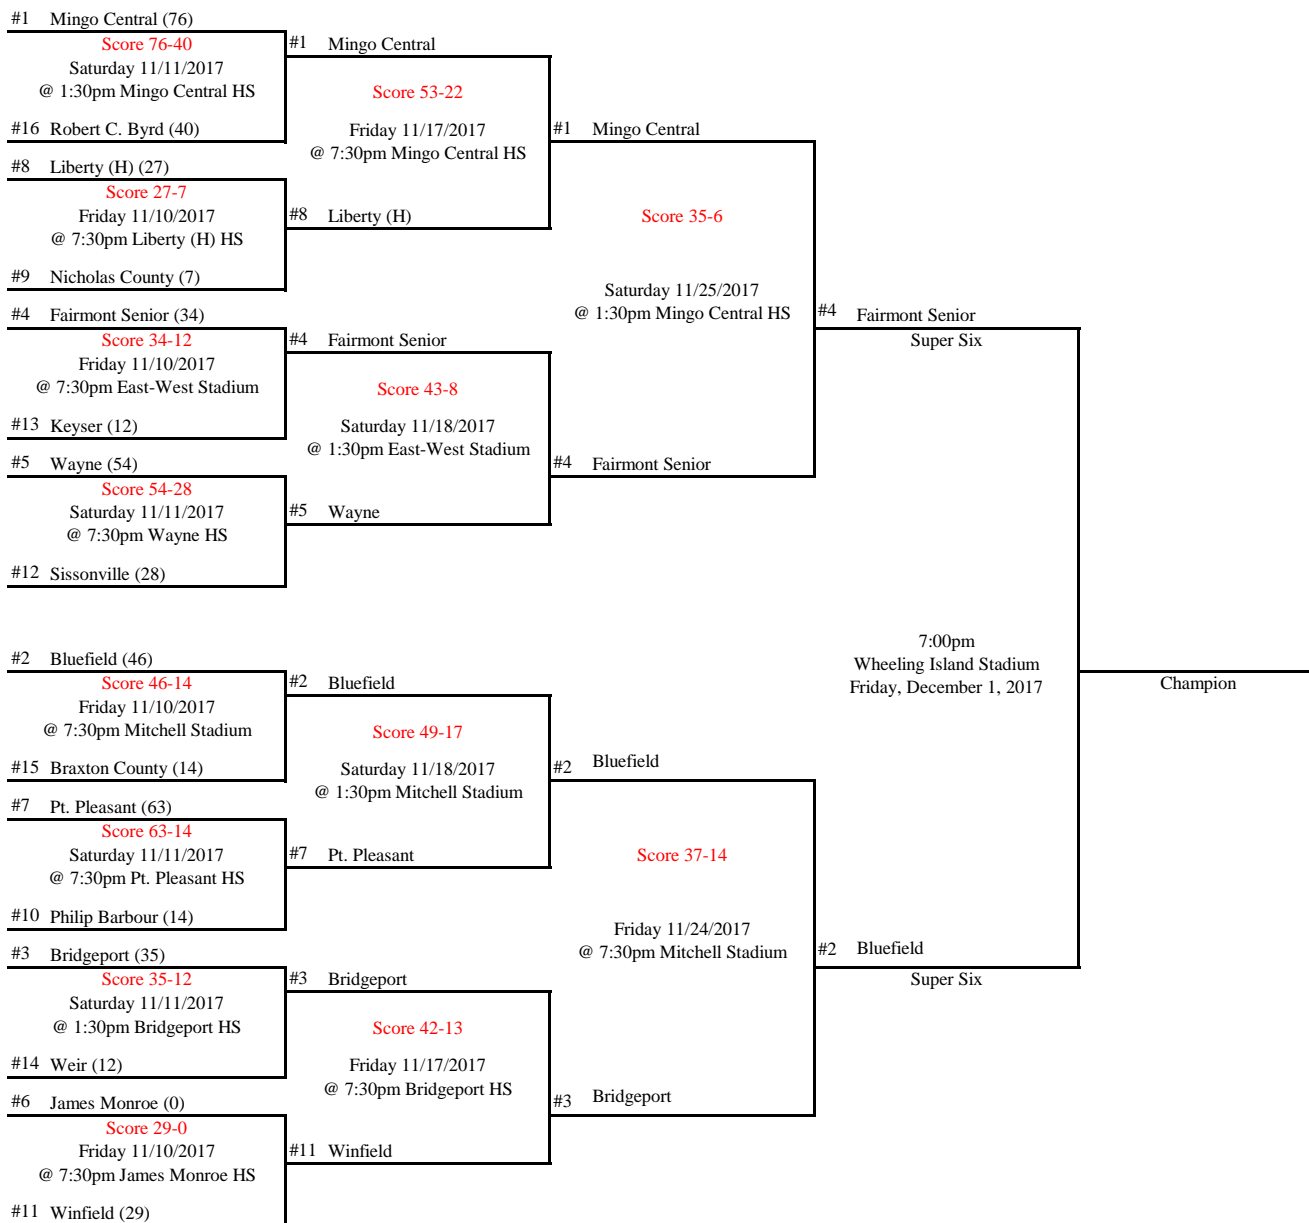 #1 Mingo Central (76)
Score 76-40
Saturday 11/11/2017
@ 1:30pm Mingo Central HS
#16 Robert C. Byrd (40)
#8 Liberty (H) (27)
Score 27-7
Friday 11/10/2017
@ 7:30pm Liberty (H) HS
#9 Nicholas County (7)
#4 Fairmont Senior (34)
Score 34-12
Friday 11/10/2017
@ 7:30pm East-West Stadium
#13 Keyser (12)
#5 Wayne (54)
Score 54-28
Saturday 11/11/2017
@ 7:30pm Wayne HS
#12 Sissonville (28)
#2 Bluefield (46)
Score 46-14
Friday 11/10/2017
@ 7:30pm Mitchell Stadium
#15 Braxton County (14)
#7 Pt. Pleasant (63)
Score 63-14
Saturday 11/11/2017
@ 7:30pm Pt. Pleasant HS
#10 Philip Barbour (14)
#3 Bridgeport (35)
Score 35-12
Saturday 11/11/2017
@ 1:30pm Bridgeport HS
#14 Weir (12)
#6 James Monroe (0)
Score 29-0
Friday 11/10/2017
@ 7:30pm James Monroe HS
#11 Winfield (29)
#1 Mingo Central
Score 53-22
Friday 11/17/2017
@ 7:30pm Mingo Central HS
#8 Liberty (H)
#4 Fairmont Senior
Score 43-8
Saturday 11/18/2017
@ 1:30pm East-West Stadium
#5 Wayne
#2 Bluefield
Score 49-17
Saturday 11/18/2017
@ 1:30pm Mitchell Stadium
#7 Pt. Pleasant
#3 Bridgeport
Score 42-13
Friday 11/17/2017
@ 7:30pm Bridgeport HS
#11 Winfield
#1 Mingo Central
Score 35-6
Saturday 11/25/2017
@ 1:30pm Mingo Central HS
#4 Fairmont Senior
#2 Bluefield
Score 37-14
Friday 11/24/2017
@ 7:30pm Mitchell Stadium
#3 Bridgeport
#4 Fairmont Senior
Super Six
7:00pm
Wheeling Island Stadium
Friday, December 1, 2017
#2 Bluefield
Super Six
Champion